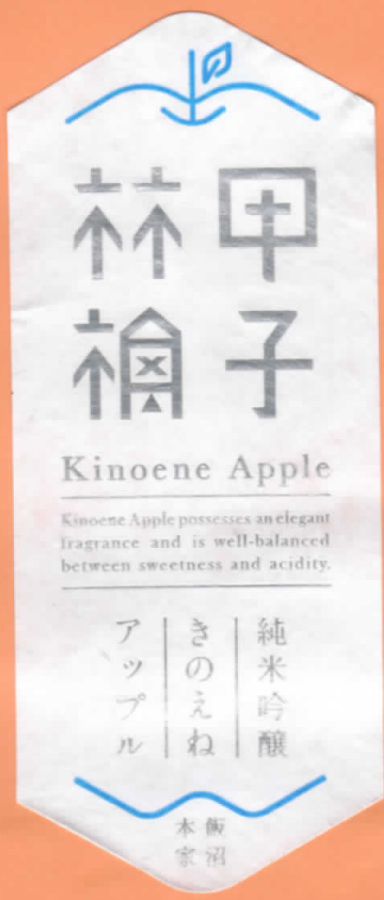 甲子
林檎
Kinoene Apple
Kinoene Apple possesses an elegant
fragrance and is well-balanced
between sweetness and acidity.
純米吟醸
きのえね
アップル
飯沼
本家